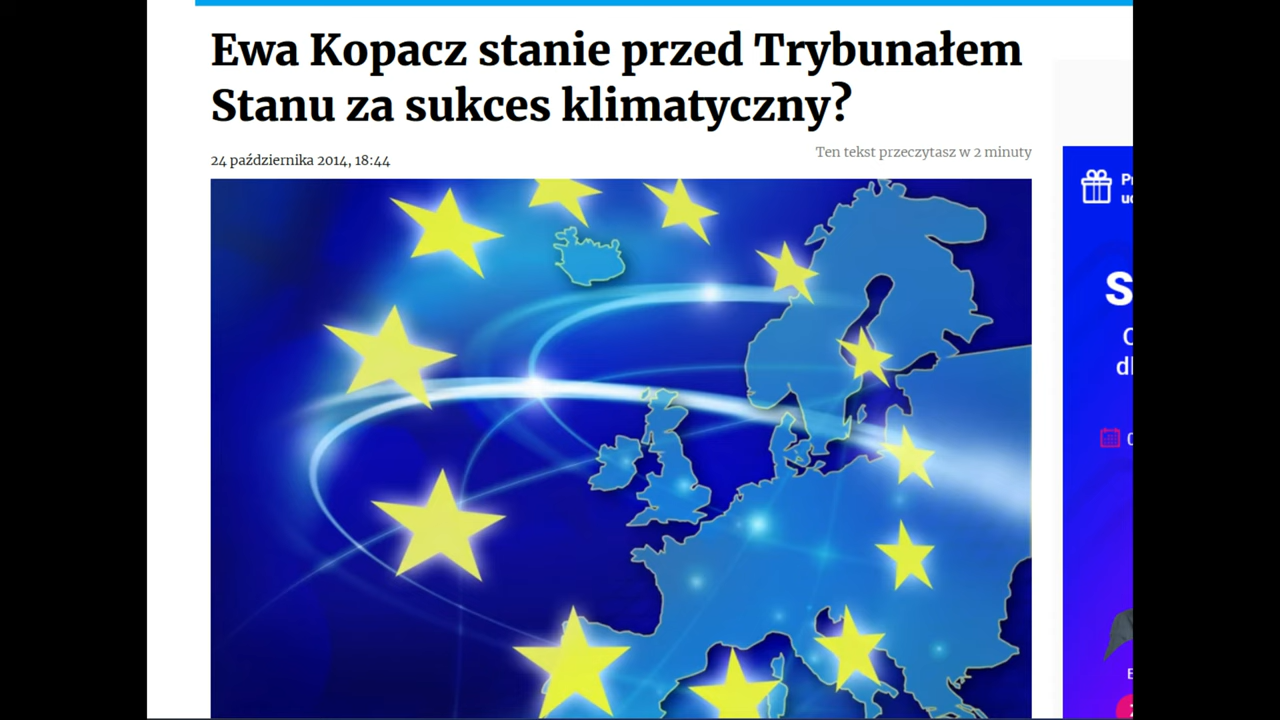 Ewa Kopacz stanie przed Trybunałem
Stanu za sukces klimatyczny?
24 października 2014, 18:44
Ten tekst przeczytasz w 2 minuty